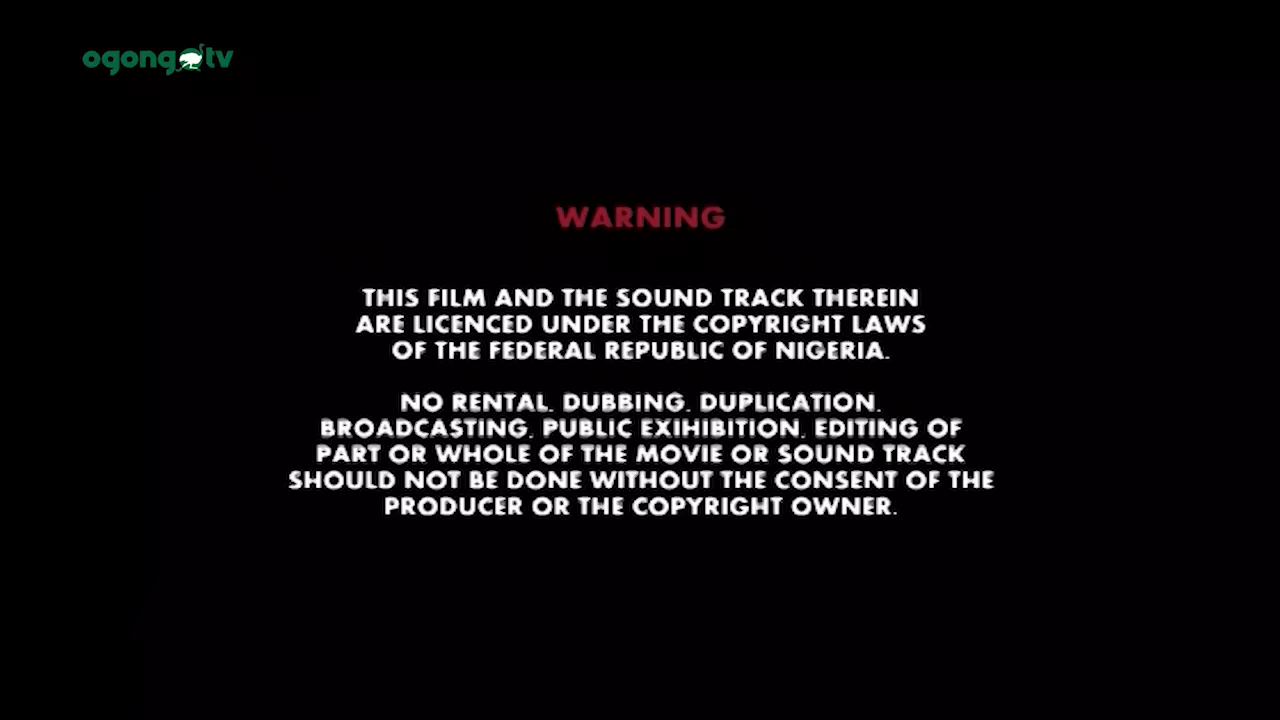 ogongotv
WARNING
THIS FILM AND THE SOUND TRACK THEREIN
ARE LICENCED UNDER THE COPYRIGHT LAWS
OF THE FEDERAL REPUBLIC OF NIGERIA.
NO RENTAL. DUBBING. DUPLICATION.
BROADCASTING. PUBLIC EXIHIBITION. EDITING OF
PART OR WHOLE OF THE MOVIE OR SOUND TRACK
SHOULD NOT BE DONE WITHOUT THE CONSENT OF THE
PRODUCER OR THE COPYRIGHT OWNER.